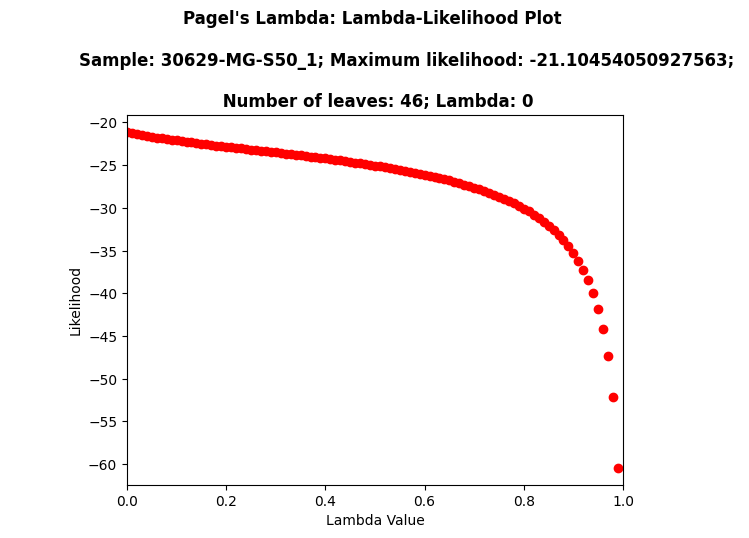 Pagel's Lambda: Lambda-Likelihood Plot
Sample: 30629-MG-S50_1; Maximum likelihood: -21.10454050927563;
Number of leaves: 46; Lambda: 0
−20
−25
−30
−35
−40
−45
−50
−55
−60
Likelihood
0.0 0.2 0.4 0.6 0.8 1.0
Lambda Value